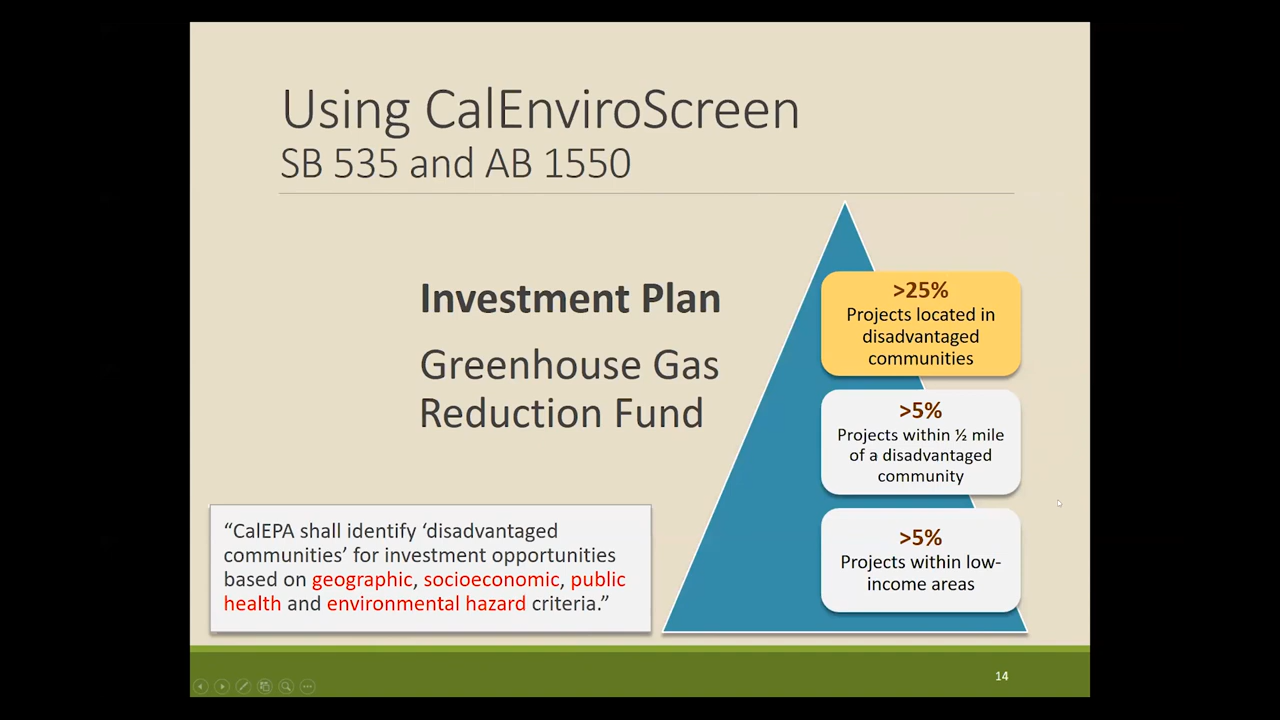 Using CalEnviroScreen
SB 535 and AB 1550
Investment Plan
Greenhouse Gas
Reduction Fund
>25%
Projects located in
disadvantaged
communities
>5%
Projects within ½ mile
of a disadvantaged
community
>5%
Projects within low-
income areas
“CalEPA shall identify ‘disadvantaged
communities’ for investment opportunities
based on geographic, socioeconomic, public
health and environmental hazard criteria.”
14